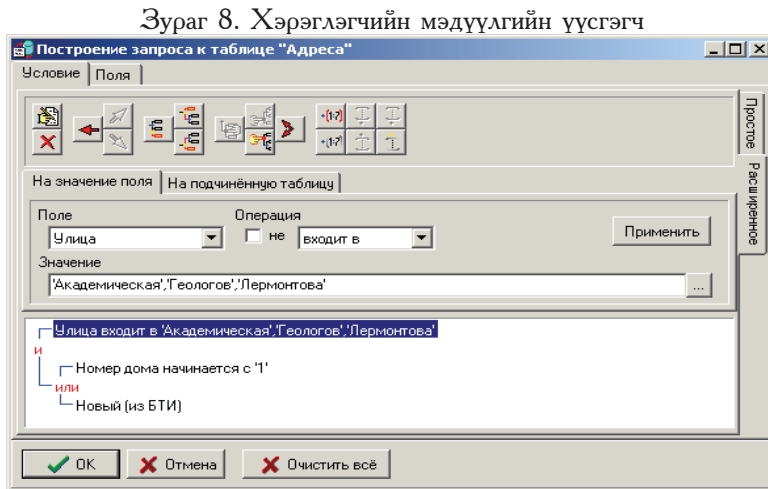 Зураг 8. Хэрэглэгчийн мэдүүлгийн үүсгэгч
Построение запроса к таблице "Адреса"
Условие Поля
Простое
Расширенное
На значение поля На подчинённую таблицу
Поле Операция
Улица не входит в Применить
Значение
'Академическая','Геологов','Лермонтова' ...
Улица входит в 'Академическая','Геологов','Лермонтова'
и
Номер дома начинается с '1'
или
Новый (из БТИ)
OK Отмена Очистить всё